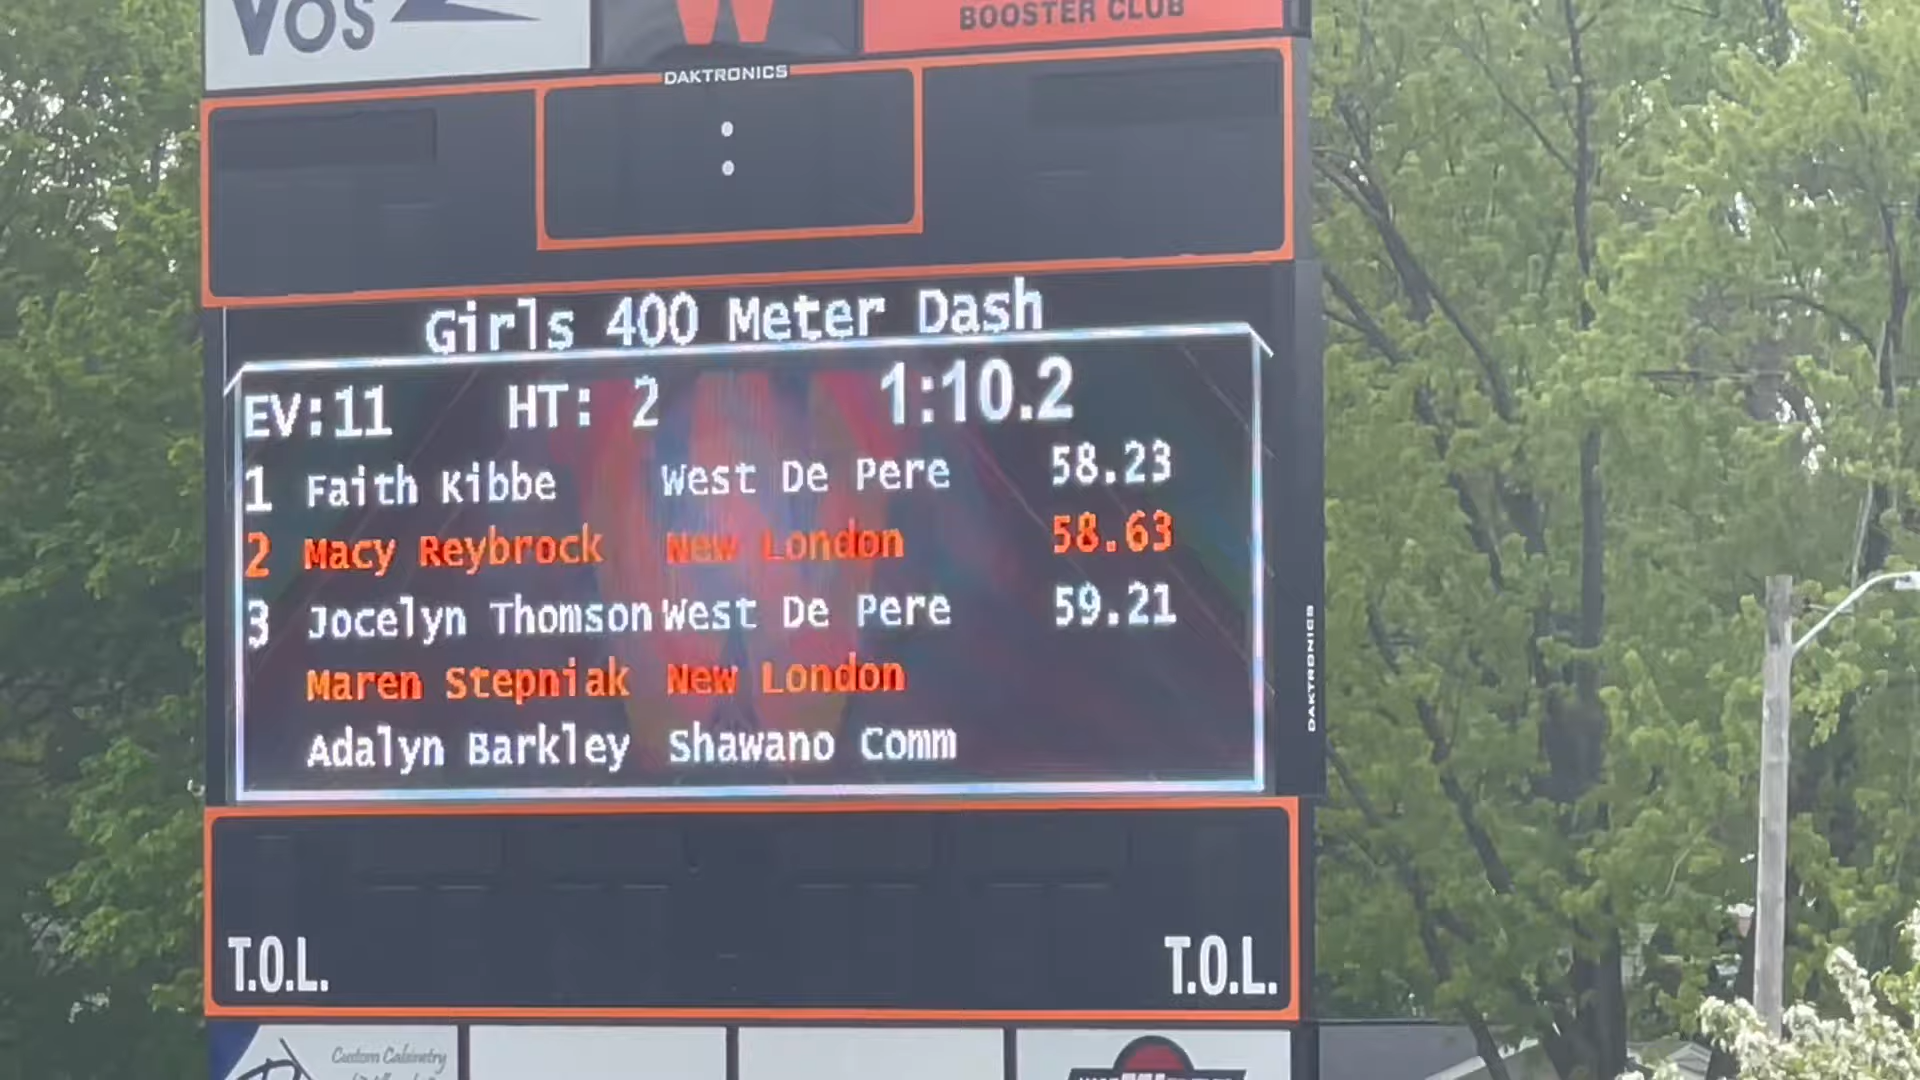 VOS
W
BOOSTER CLUB
DAKTRONICS
:
Girls 400 Meter Dash
EV:11 HT: 2 1:10.2
1 Faith Kibbe West De Pere 58.23
2 Macy Reybrock New London 58.63
3 Jocelyn Thomson West De Pere 59.21
Maren Stepniak New London
Adalyn Barkley Shawano Comm
DAKTRONICS
T.O.L. T.O.L.
Custom Cabinetry